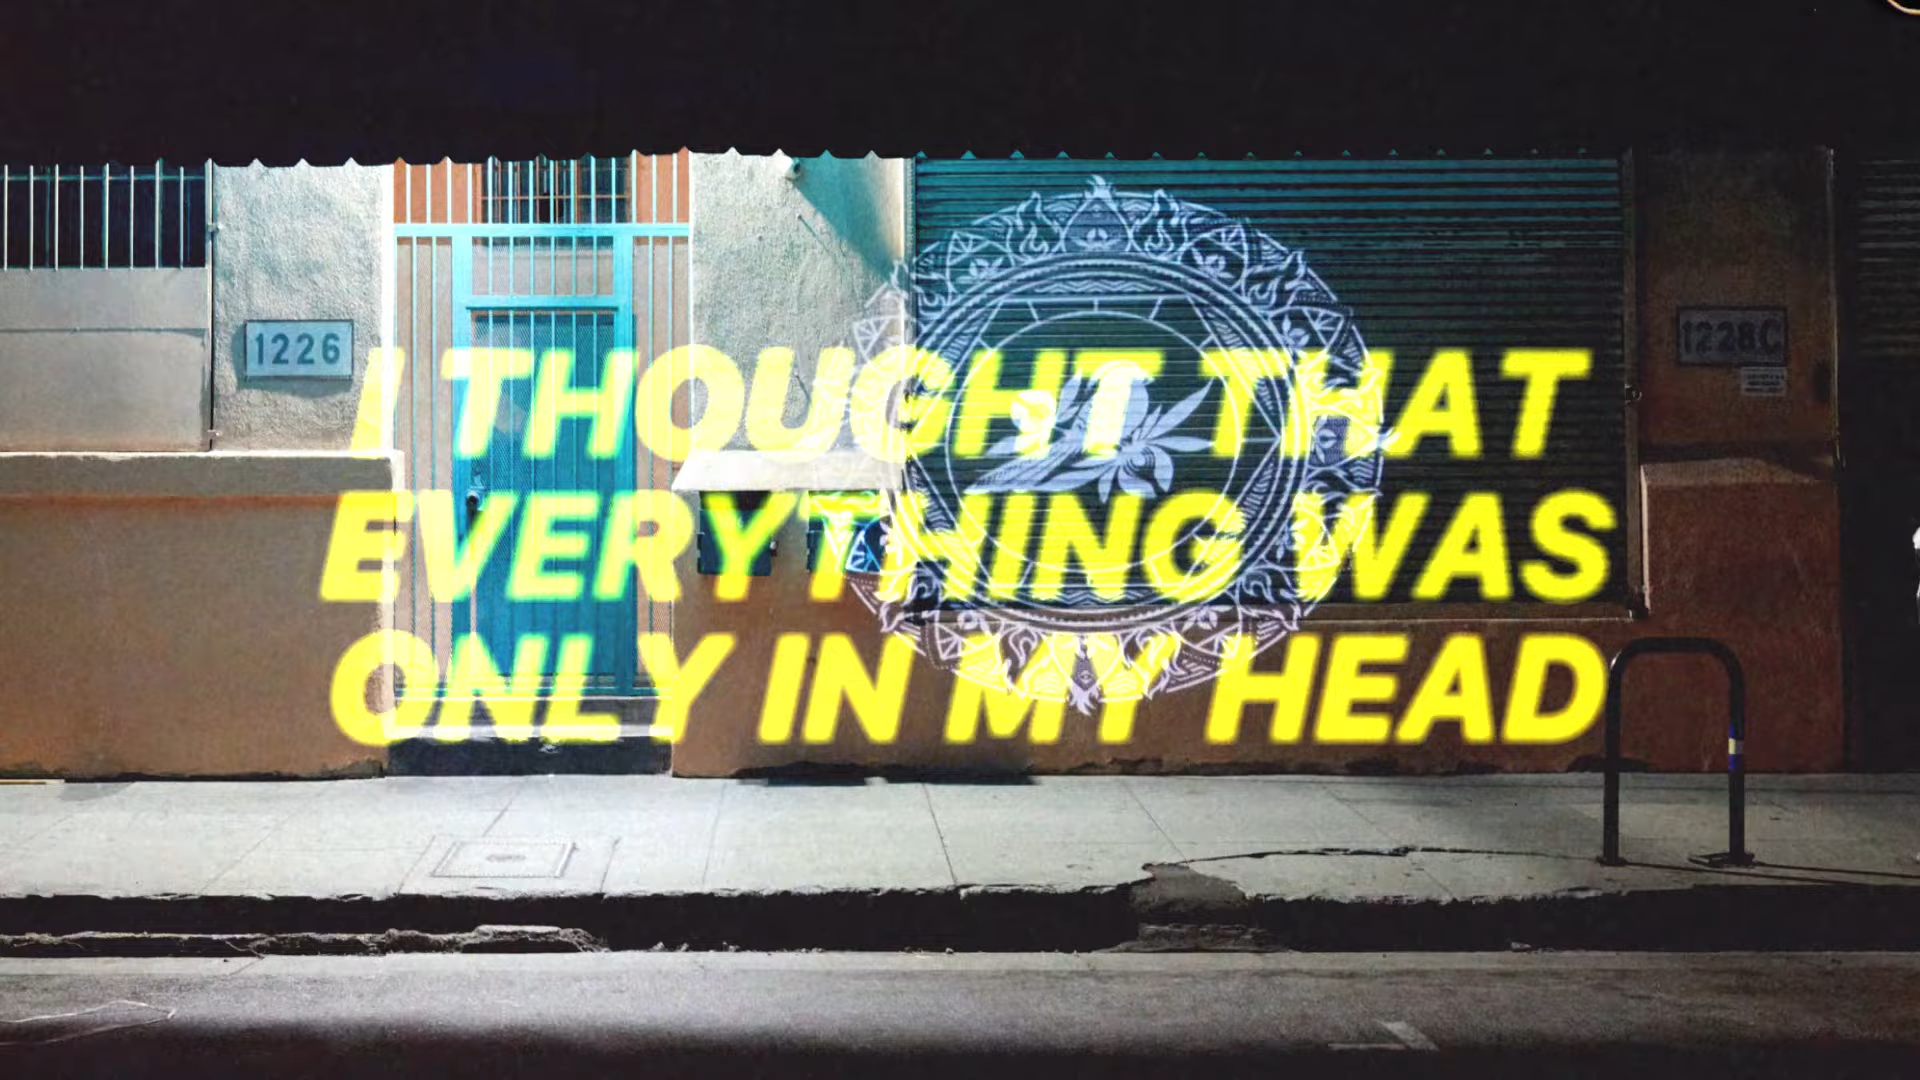 1226
1228C
I THOUGHT THAT
EVERYTHING WAS
ONLY IN MY HEAD